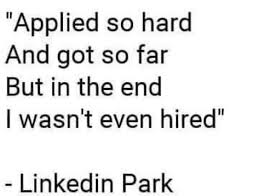 "Applied so hard
And got so far
But in the end
I wasn't even hired"
- Linkedin Park